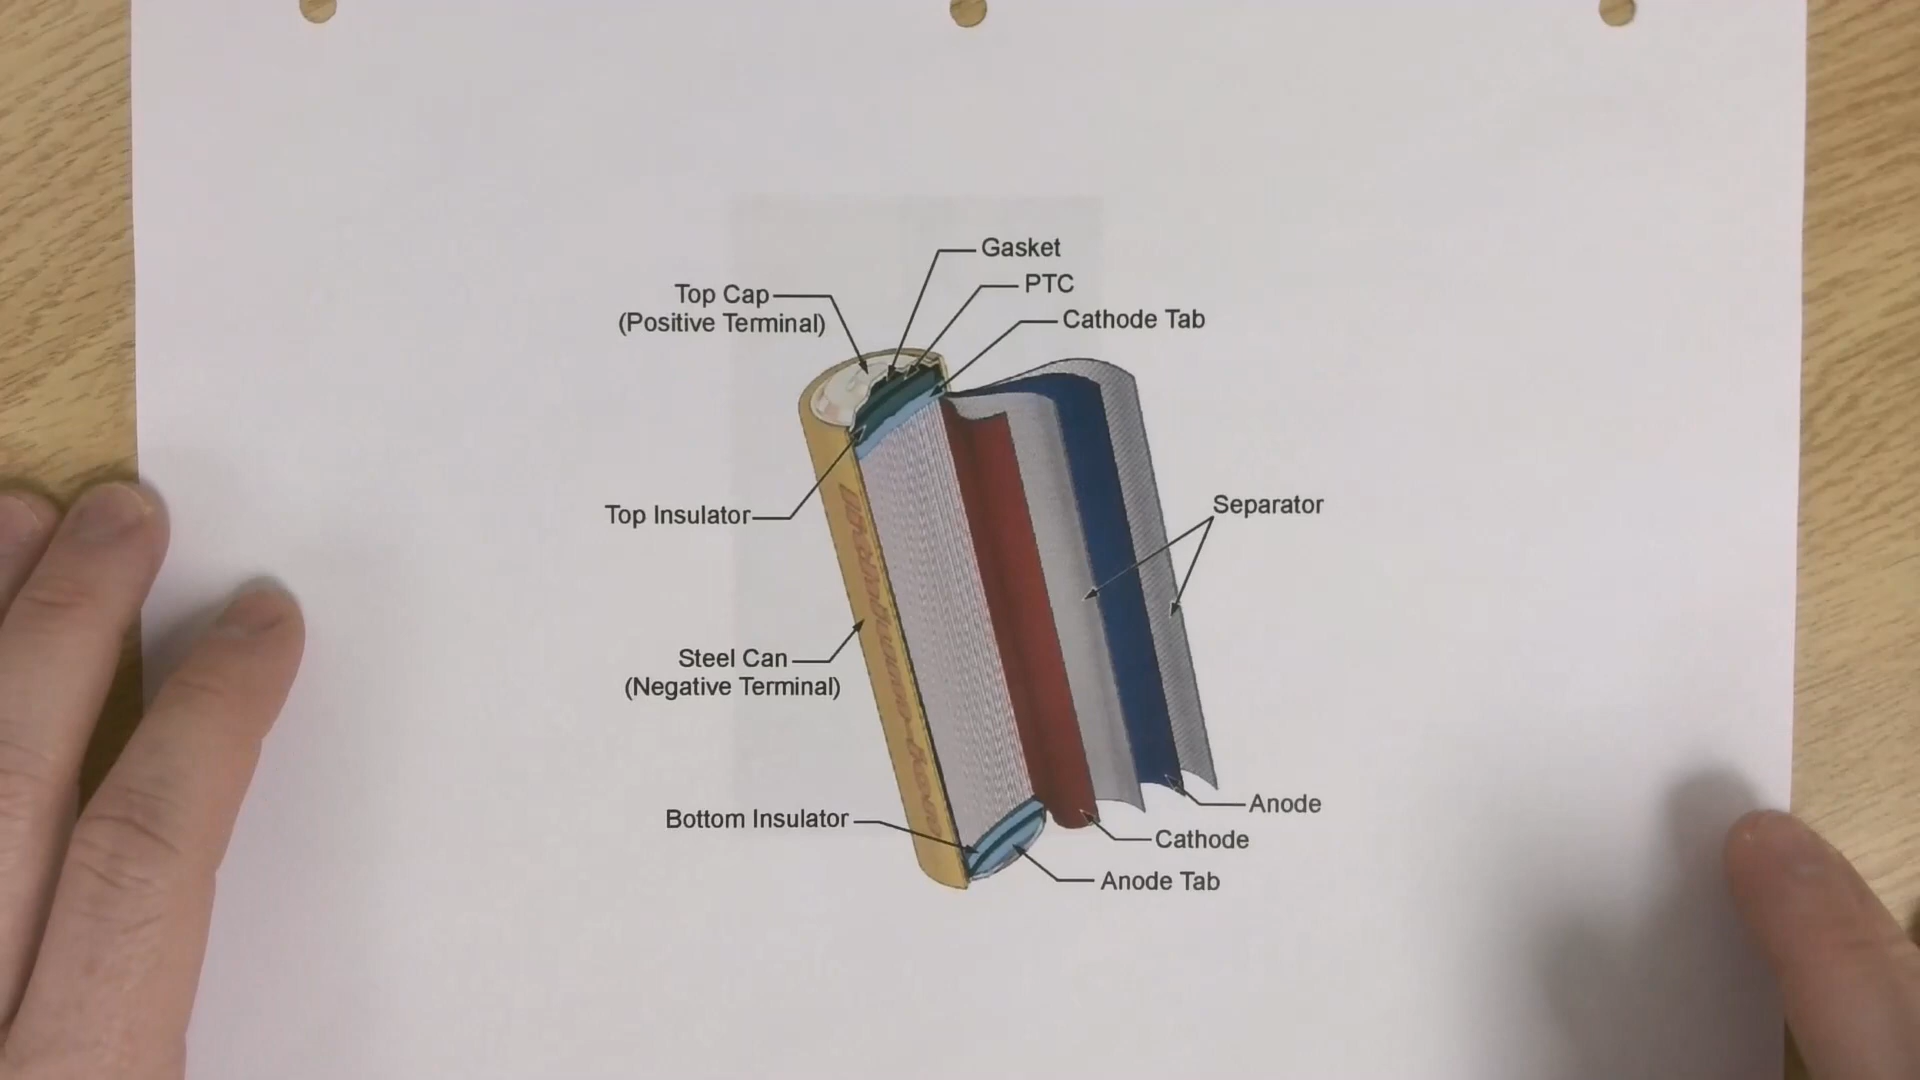 Gasket
PTC
Top Cap
(Positive Terminal)
Cathode Tab
Separator
Top Insulator
Steel Can
(Negative Terminal)
Anode
Bottom Insulator
Cathode
Anode Tab